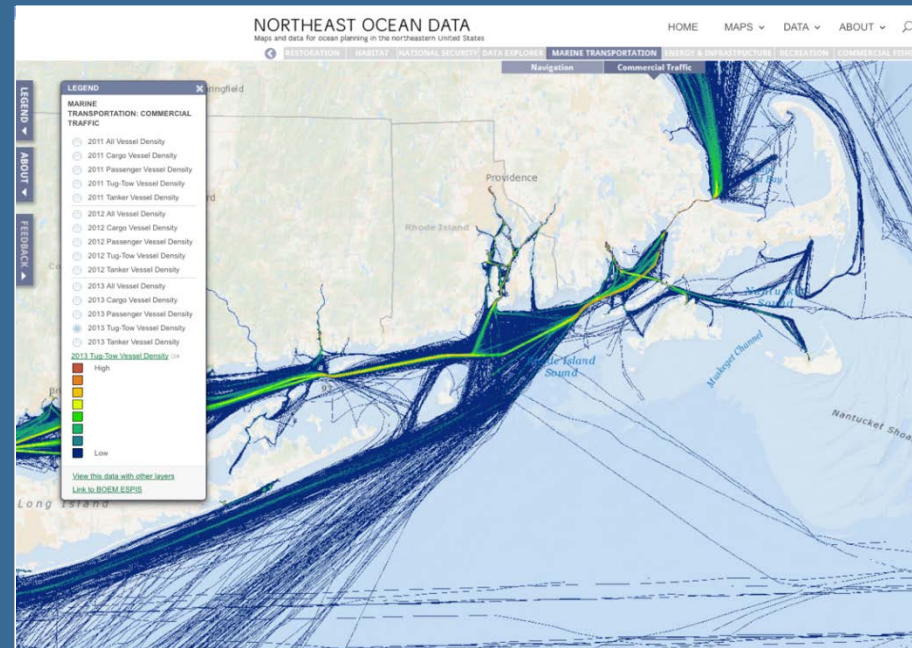 NORTHEAST OCEAN DATA
Maps and data for ocean planning in the northeastern United States
HOME
MAPS
DATA
ABOUT
RESTORATION
HABITAT
NATIONAL SECURITY
DATA EXPLORER
MARINE TRANSPORTATION
ENERGY & INFRASTRUCTURE
RECREATION
Navigation
Commercial Traffic
LEGEND
ABOUT
FEEDBACK
LEGEND
MARINE
TRANSPORTATION: COMMERCIAL
TRAFFIC
2011 All Vessel Density
2011 Cargo Vessel Density
2011 Passenger Vessel Density
2011 Tug-Tow Vessel Density
2011 Tanker Vessel Density
2012 All Vessel Density
2012 Cargo Vessel Density
2012 Passenger Vessel Density
2012 Tug-Tow Vessel Density
2012 Tanker Vessel Density
2013 All Vessel Density
2013 Cargo Vessel Density
2013 Passenger Vessel Density
2013 Tug-Tow Vessel Density
2013 Tanker Vessel Density
2013 Tug-Tow Vessel Density
High
Low
View this data with other layers
Link to BOEM ESPIS
Providence
Rhode Island
Sound
Muskeget Channel
Long Island